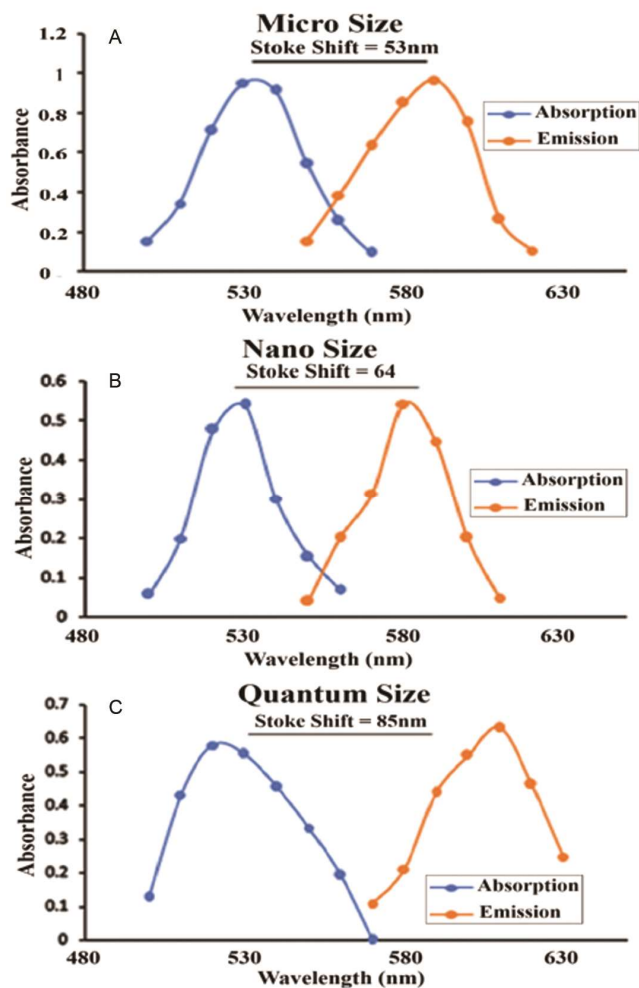 A
Micro Size
Stoke Shift = 53nm
1.2
1
0.8
0.6
0.4
0.2
0
Absorbance
Absorption
Emission
480
530
580
630
Wavelength (nm)
B
Nano Size
Stoke Shift = 64
0.6
0.5
0.4
0.3
0.2
0.1
0
Absorbance
Absorption
Emission
480
530
580
630
Wavelength (nm)
C
Quantum Size
Stoke Shift = 85nm
0.7
0.6
0.5
0.4
0.3
0.2
0.1
0
Absorbance
Absorption
Emission
480
530
580
630
Wavelength (nm)